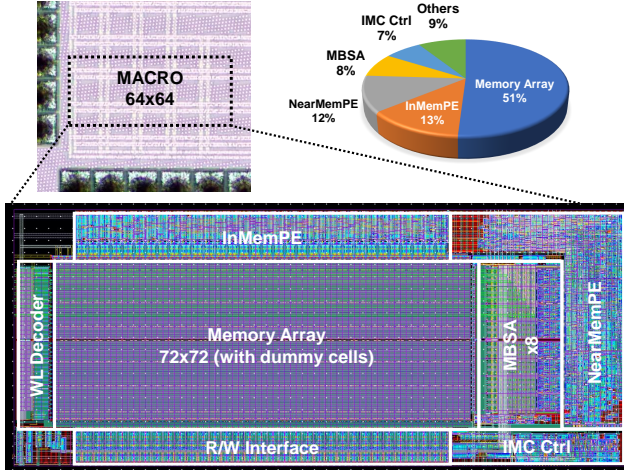 MACRO
64x64
Others
9%
IMC Ctrl
7%
MBSA
8%
NearMemPE
12%
InMemPE
13%
Memory Array
51%
InMemPE
WL Decoder
Memory Array
72x72 (with dummy cells)
MBSA
x8
NearMemPE
R/W Interface
IMC Ctrl